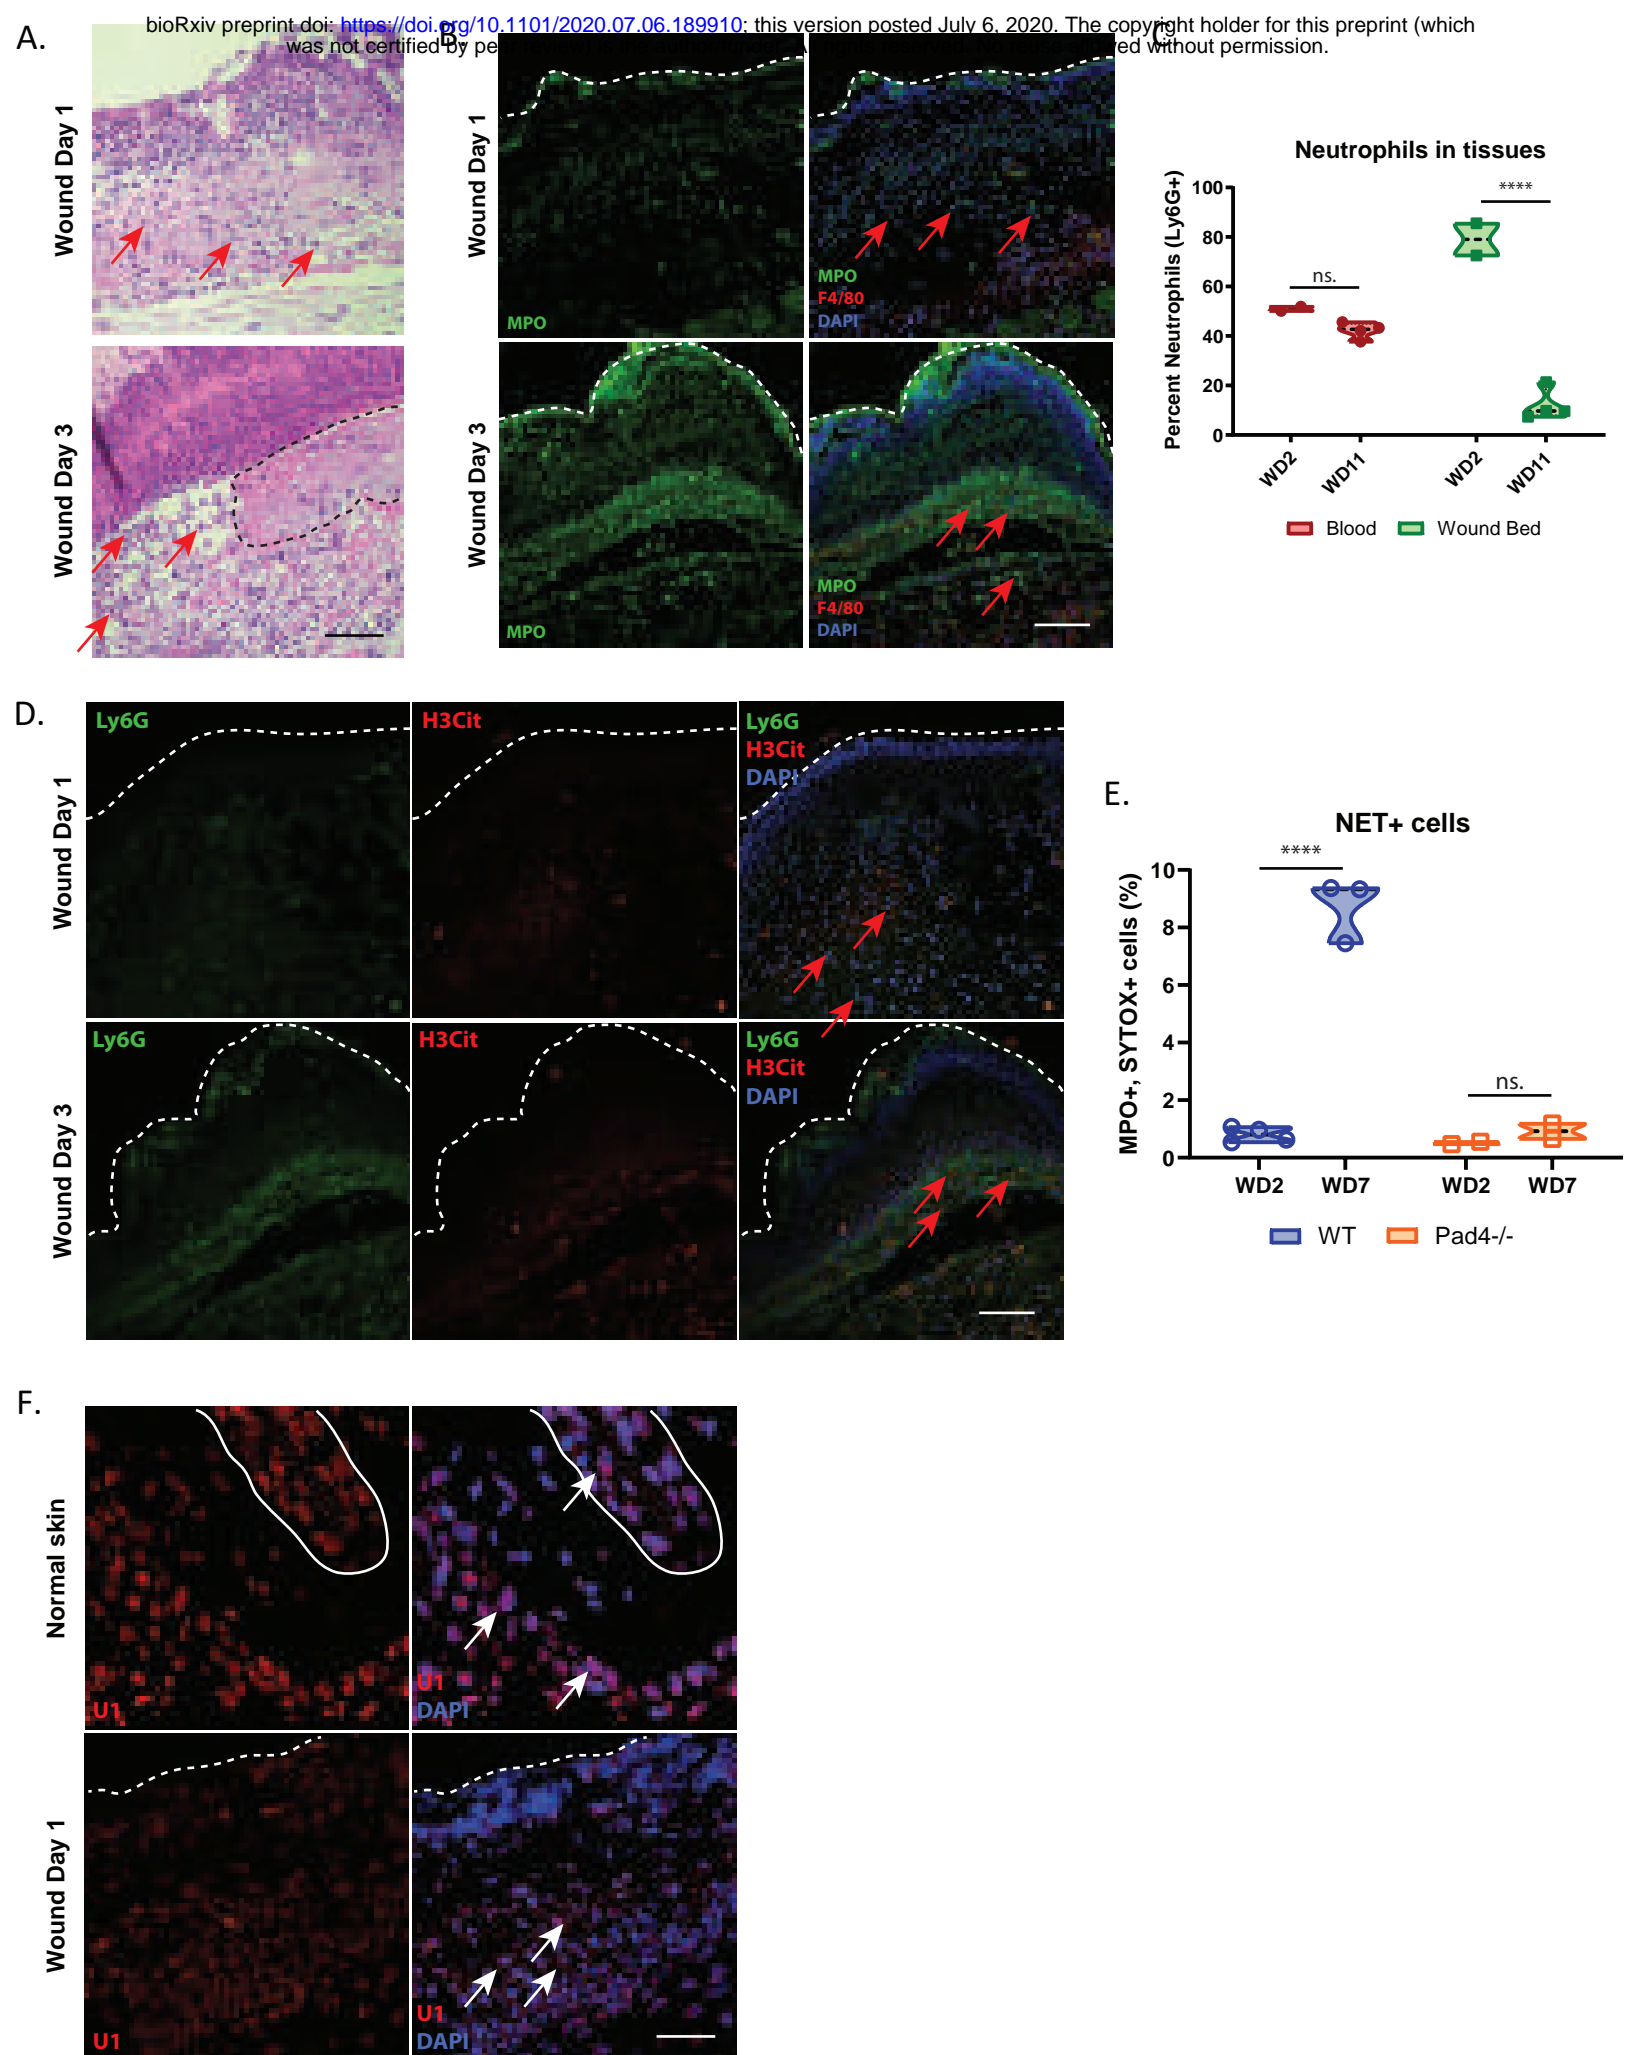 bioRxiv preprint doi: https://doi.org/10.1101/2020.07.06.189910; this version posted July 6, 2020. The copyright holder for this preprint (which
was not certified by
without permission.
A.
B.
C.
Wound Day 1
Wound Day 3
Wound Day 1
MPO
MPO
F4/80
DAPI
Wound Day 3
MPO
MPO
F4/80
DAPI
Neutrophils in tissues
Percent Neutrophils (Ly6G+)
100
80
60
40
20
0
ns.
****
WD2
WD11
WD2
WD11
Blood
Wound Bed
D.
Wound Day 1
Ly6G
H3Cit
Ly6G
H3Cit
DAPI
Wound Day 3
Ly6G
H3Cit
Ly6G
H3Cit
DAPI
E.
NET+ cells
MPO+, SYTOX+ cells (%)
10
8
6
4
2
0
****
ns.
WD2
WD7
WD2
WD7
WT
Pad4-/-
F.
Normal skin
U1
U1
DAPI
Wound Day 1
U1
U1
DAPI